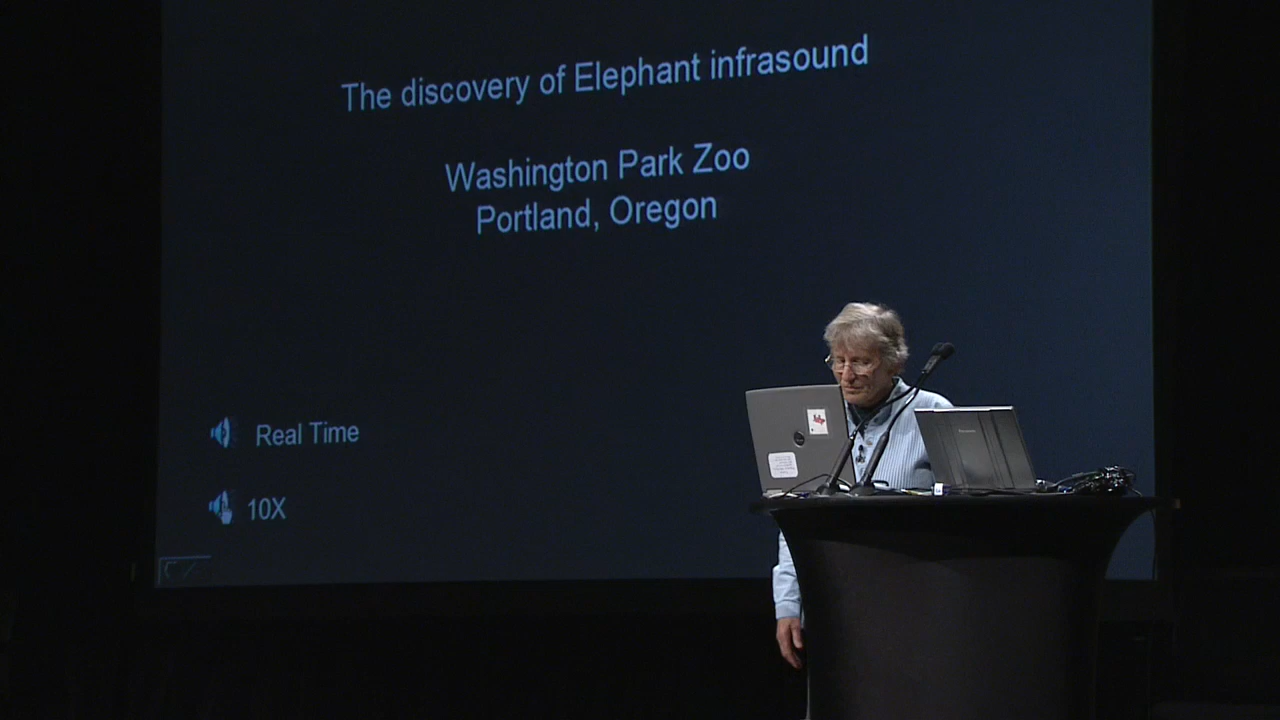 The discovery of Elephant infrasound
Washington Park Zoo
Portland, Oregon
Real Time
10X